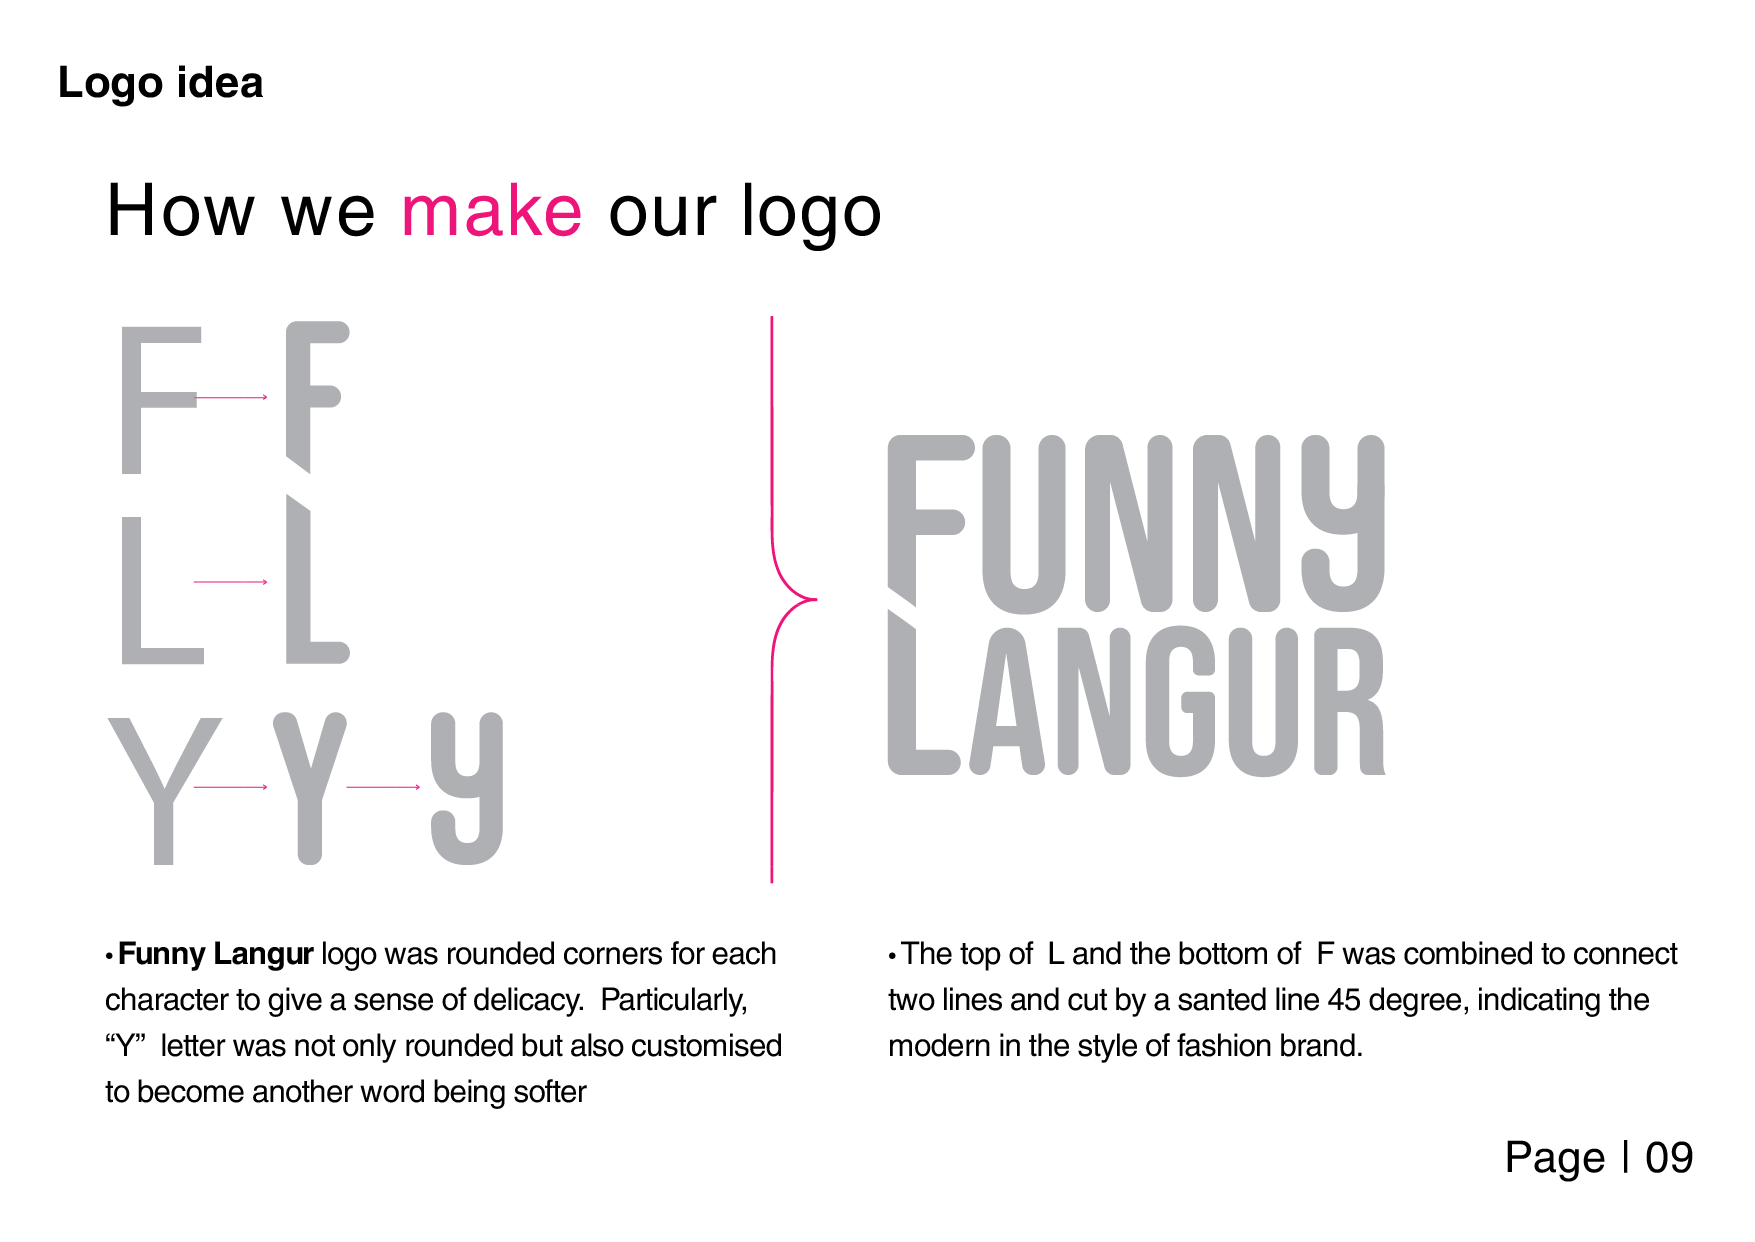 Logo idea
How we make our logo
F F
L L
Y Y y
FUNNY
LANGUR
• Funny Langur logo was rounded corners for each
character to give a sense of delicacy. Particularly,
“Y” letter was not only rounded but also customised
to become another word being softer
• The top of L and the bottom of F was combined to connect
two lines and cut by a santed line 45 degree, indicating the
modern in the style of fashion brand.
Page | 09